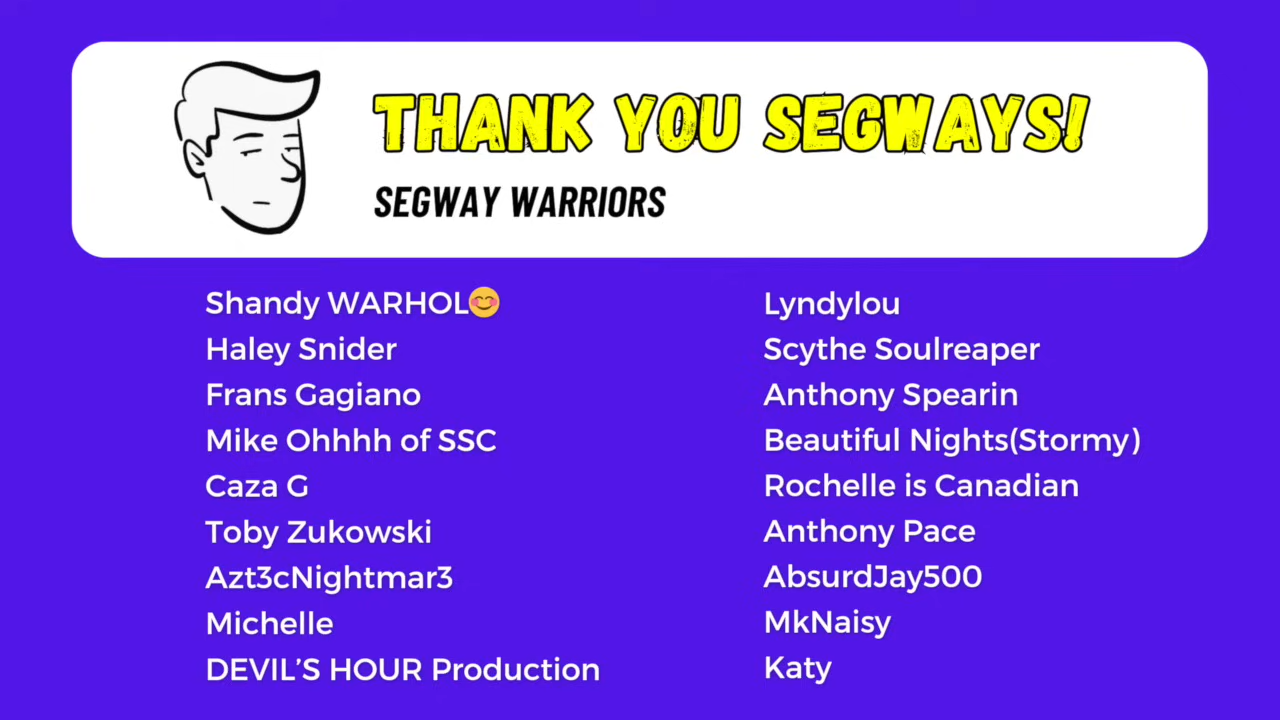 THANK YOU SEGWAYS!
SEGWAY WARRIORS
Shandy WARHOL😊
Haley Snider
Frans Gagiano
Mike Ohhhh of SSC
Caza G
Toby Zukowski
Azt3cNightmar3
Michelle
DEVIL’S HOUR Production
Lyndylou
Scythe Soulreaper
Anthony Spearin
Beautiful Nights(Stormy)
Rochelle is Canadian
Anthony Pace
AbsurdJay500
MkNaisy
Katy